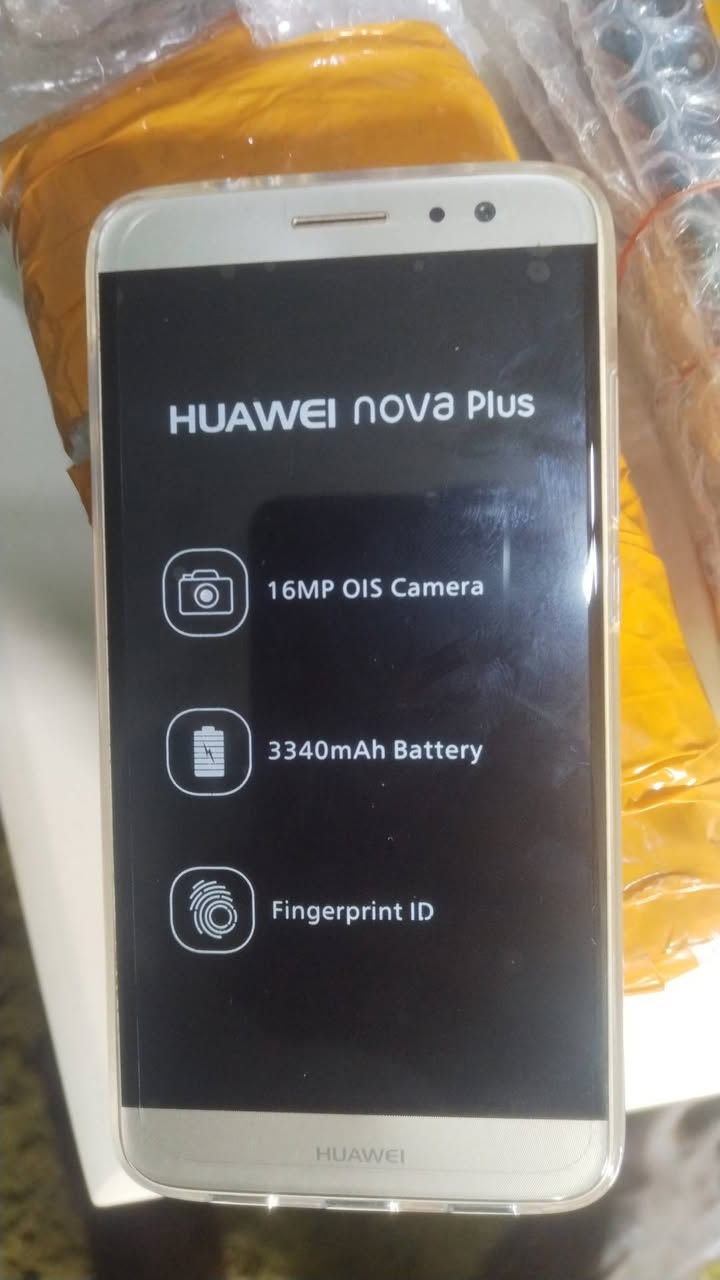 HUAWEI nova Plus
16MP OIS Camera
3340mAh Battery
Fingerprint ID
HUAWEI